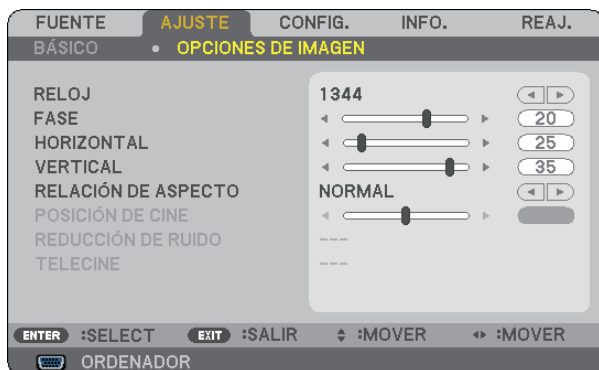 FUENTE AJUSTE CONFIG. INFO. REAJ.
BÁSICO • OPCIONES DE IMAGEN
RELOJ 1344
FASE 20
HORIZONTAL 25
VERTICAL 35
RELACIÓN DE ASPECTO NORMAL
POSICIÓN DE CINE
REDUCCIÓN DE RUIDO ---
TELECINE ---
ENTER :SELECT EXIT :SALIR :MOVER :MOVER
ORDENADOR